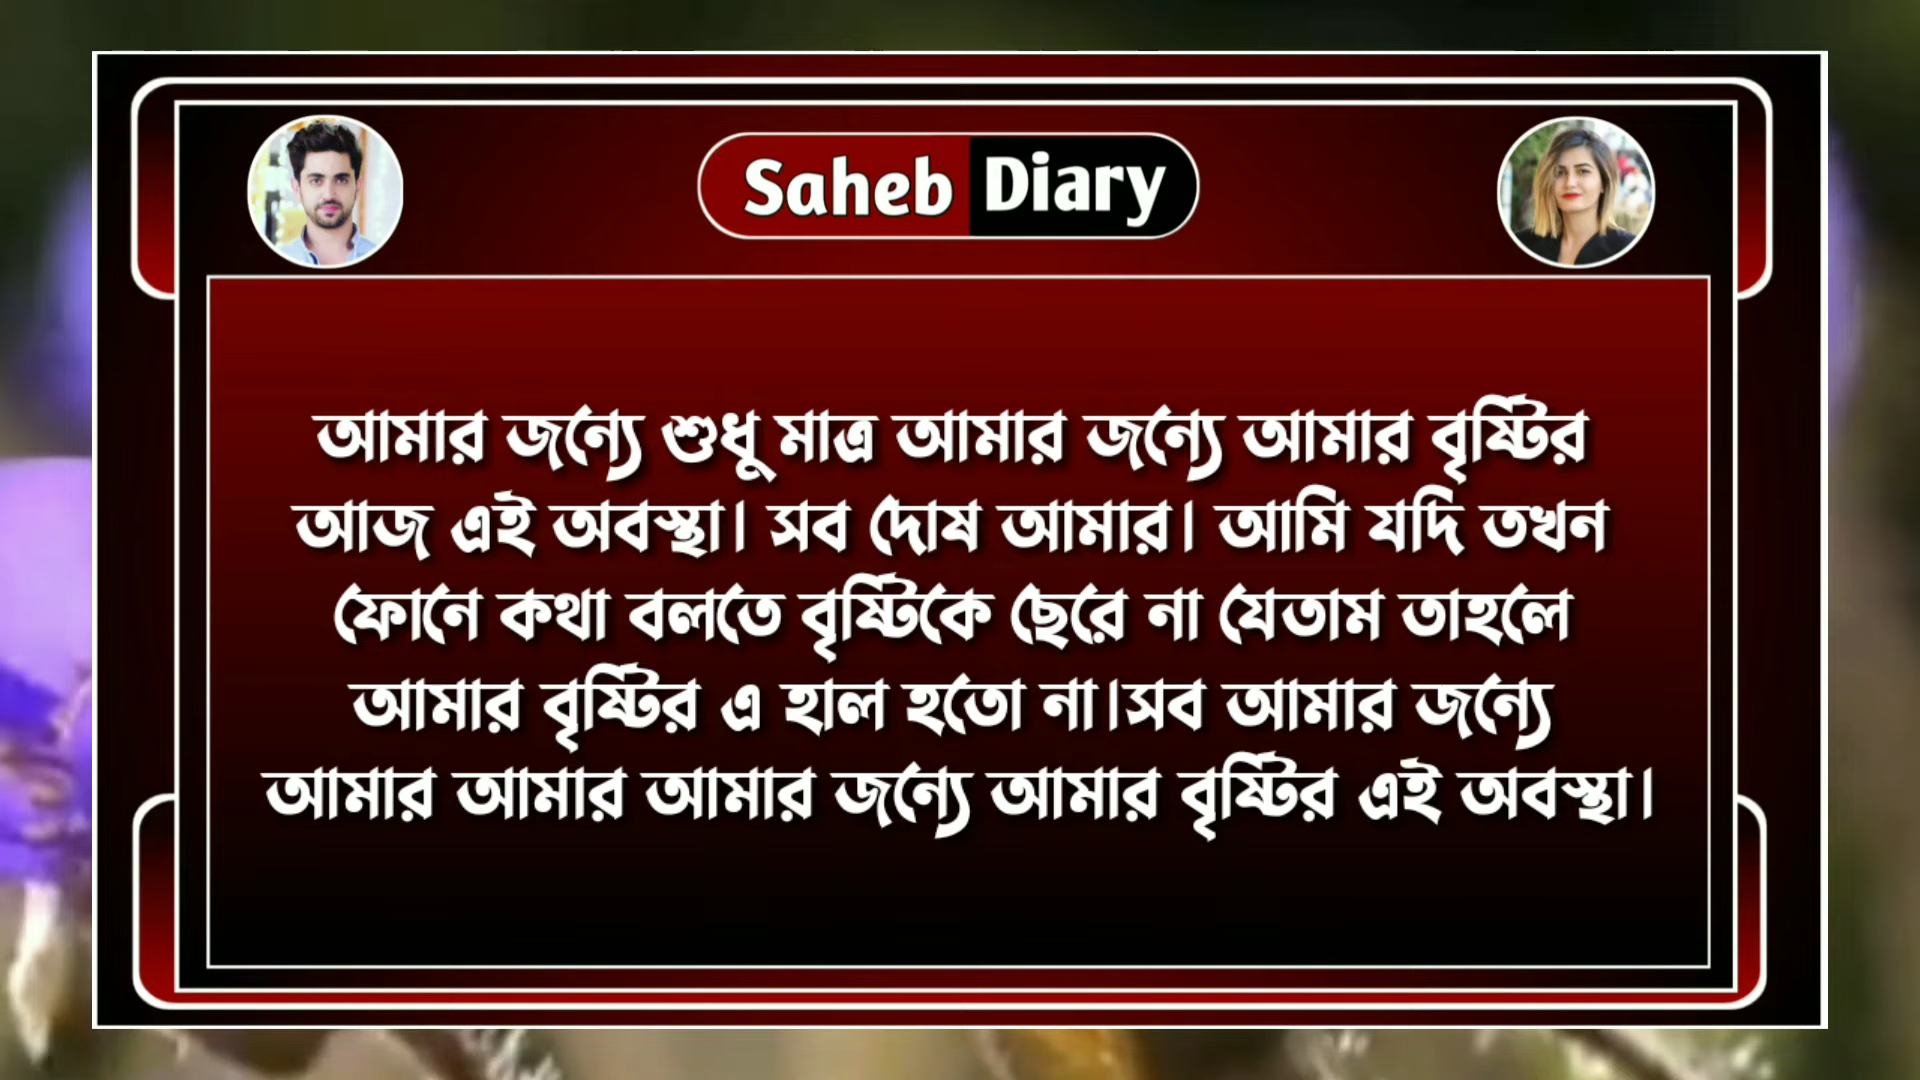 Saheb Diary
আমার জন্যে শুধু মাত্র আমার জন্যে আমার বৃষ্টির
আজ এই অবস্থা। সব দোষ আমার। আমি যদি তখন
ফোনে কথা বলতে বৃষ্টিকে ছেরে না যেতাম তাহলে
আমার বৃষ্টির এ হাল হতো না।সব আমার জন্যে
আমার আমার আমার জন্যে আমার বৃষ্টির এই অবস্থা।